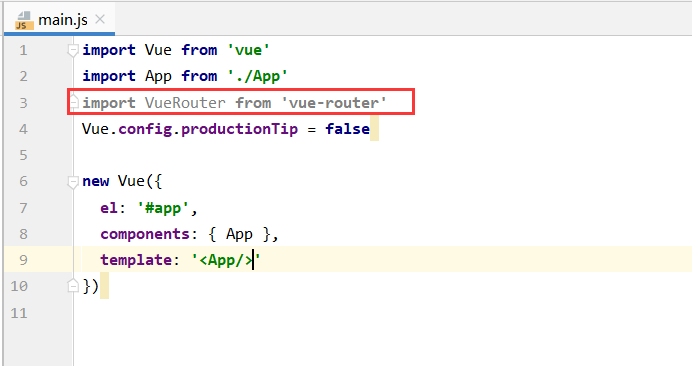 main.js
1 import Vue from 'vue'
2 import App from './App'
3 import VueRouter from 'vue-router'
4 Vue.config.productionTip = false
5
6 new Vue({
7   el: '#app',
8   components: { App },
9   template: '<App/>'
10 })
11